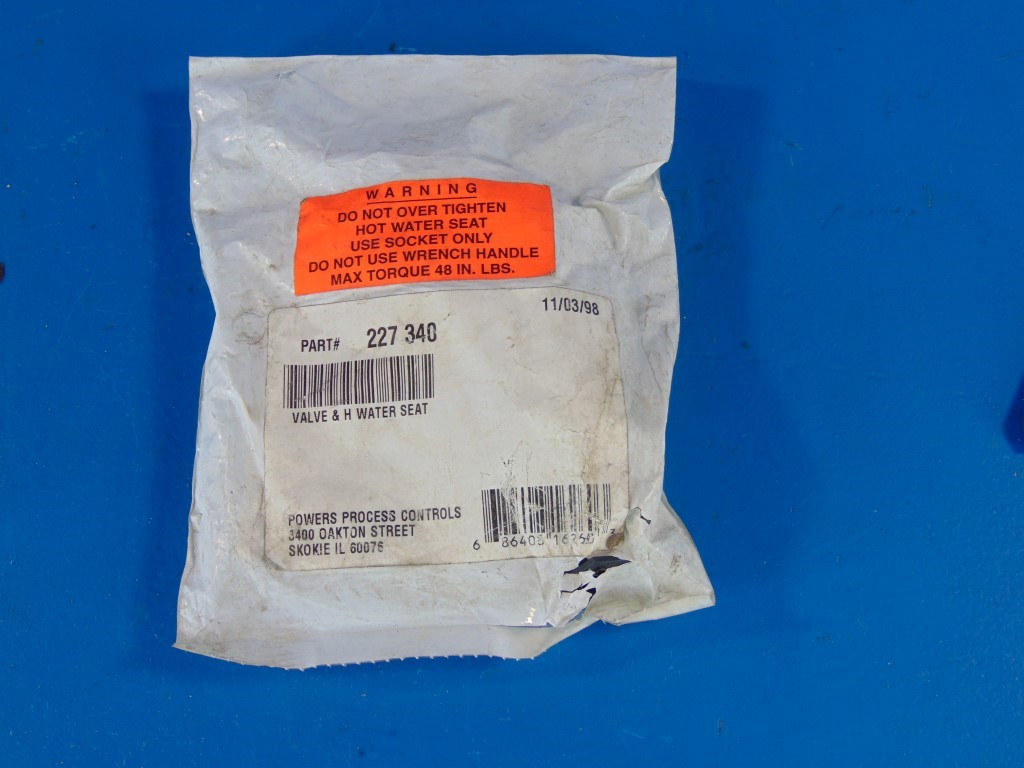 WARNING
DO NOT OVER TIGHTEN
HOT WATER SEAT
USE SOCKET ONLY
DO NOT USE WRENCH HANDLE
MAX TORQUE 48 IN. LBS.
11/03/98
PART# 227 340
VALVE & H WATER SEAT
POWERS PROCESS CONTROLS
3400 OAKTON STREET
SKOKIE IL 60076
6